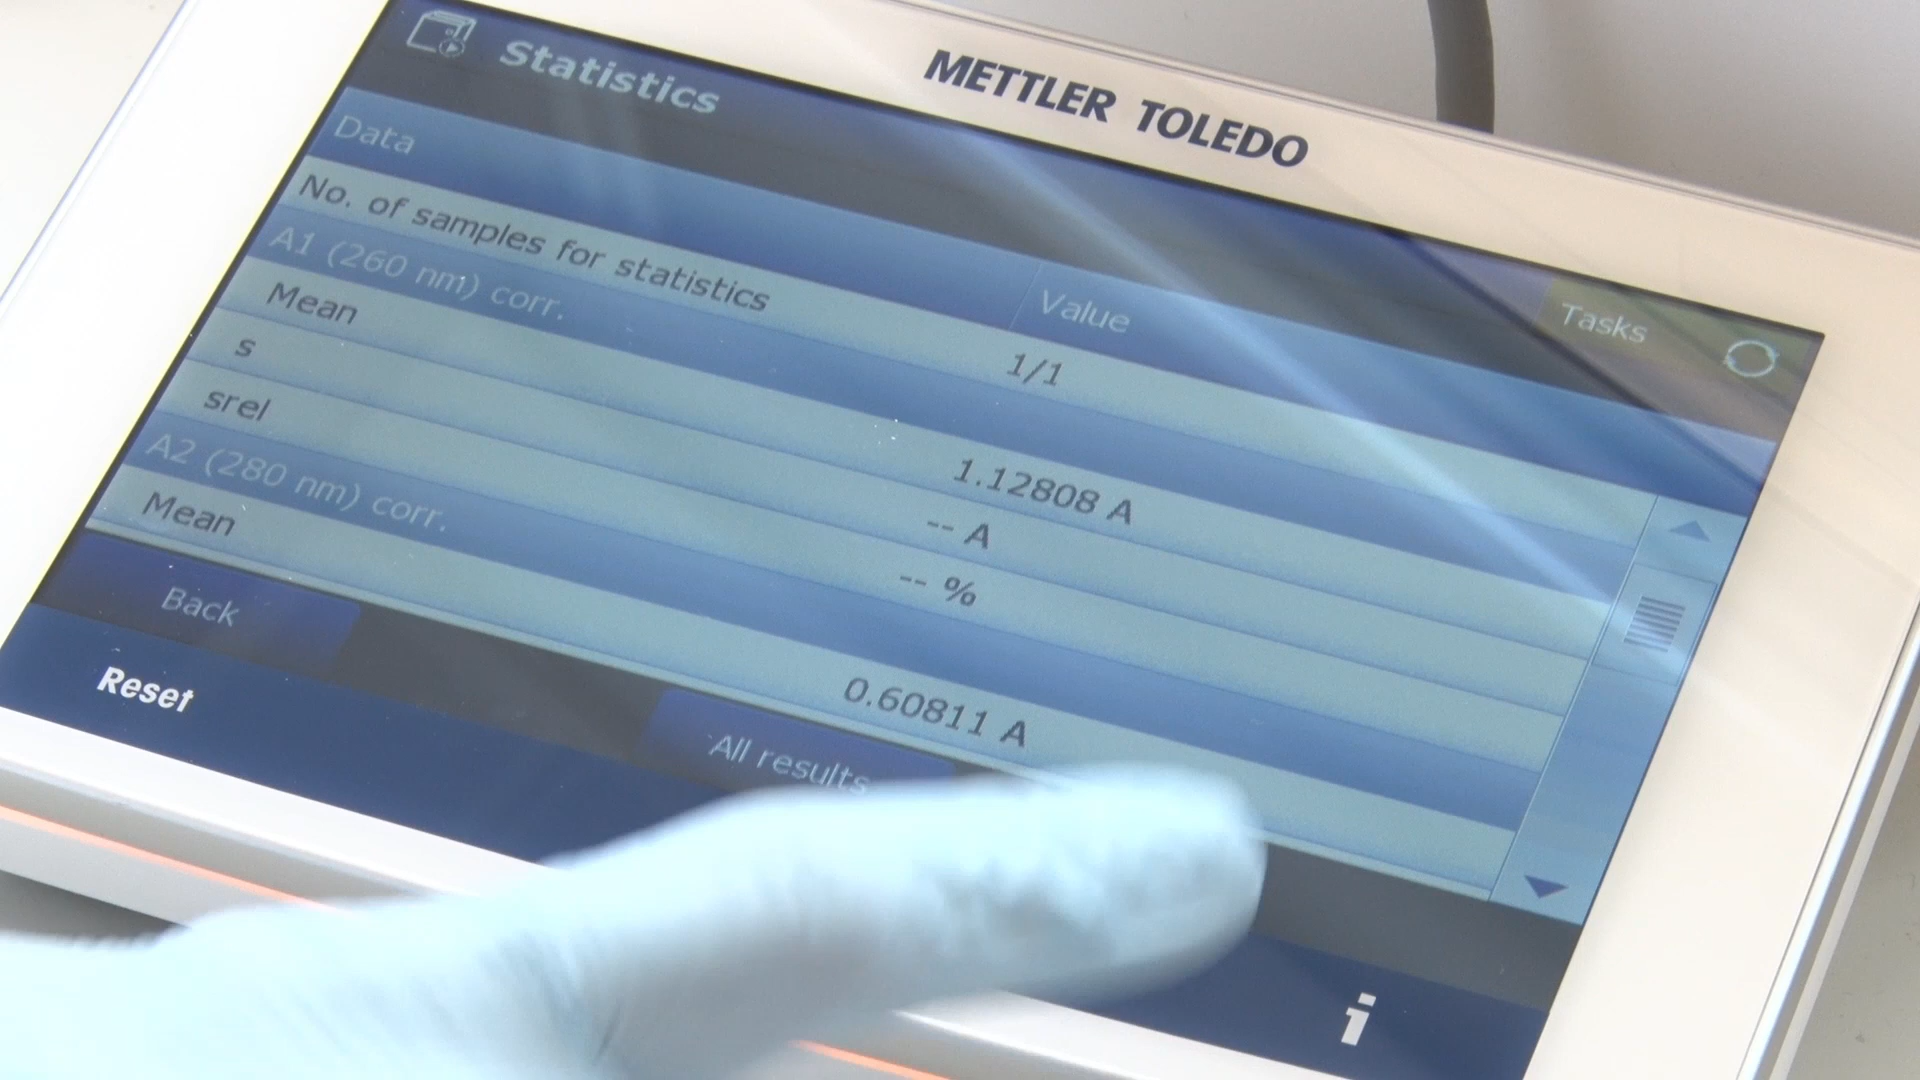 METTLER TOLEDO
Statistics
Tasks
Data Value
No. of samples for statistics 1/1
A1 (260 nm) corr.
Mean 1.12808 A
s -- A
srel -- %
A2 (280 nm) corr.
Mean 0.60811 A
Back All results
Reset i